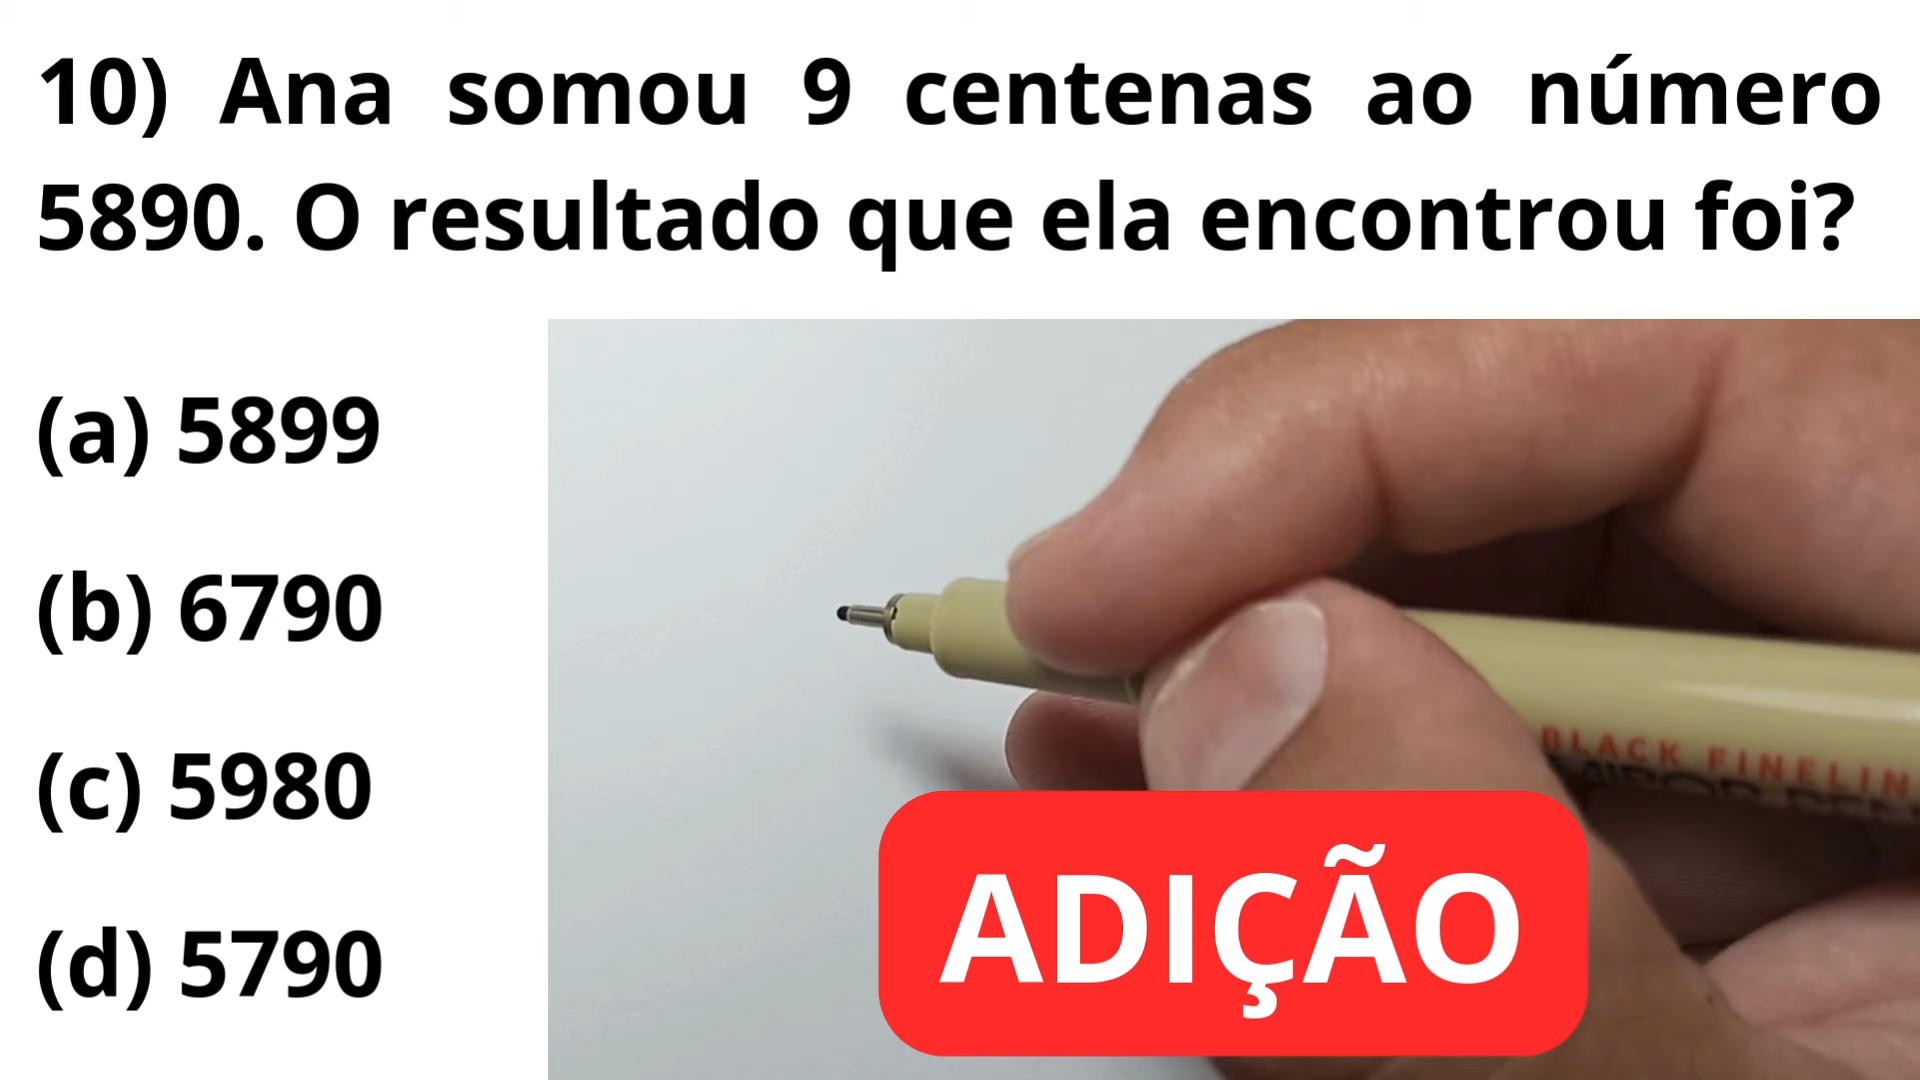 10) Ana somou 9 centenas ao número
5890. O resultado que ela encontrou foi?
(a) 5899
(b) 6790
(c) 5980
(d) 5790
BLACK FINELIN
ADIÇÃO